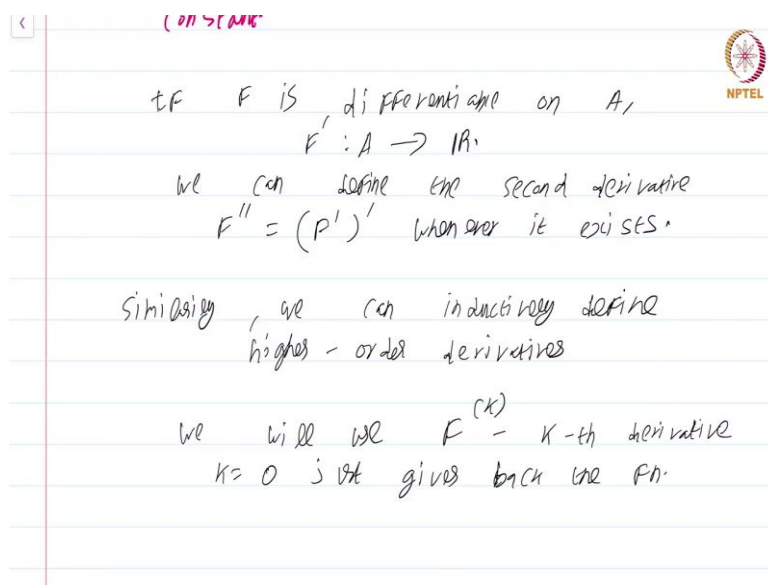 constant
NPTEL
If F is differentiable on A,
F' : A → ℝ.
We can define the second derivative
F'' = (F')' whenever it exists.
Similarly, we can inductively define
higher-order derivatives
We will use F^(k) - k-th derivative
k = 0 just gives back the Fn.